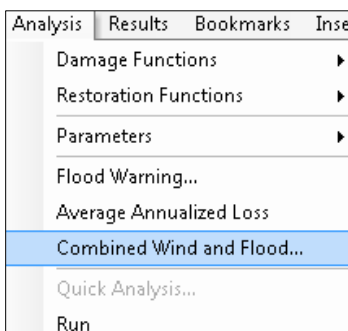 Analysis Results Bookmarks Inse
Damage Functions
Restoration Functions
Parameters
Flood Warning...
Average Annualized Loss
Combined Wind and Flood...
Quick Analysis...
Run